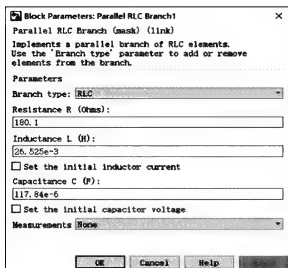 Block Parameters: Parallel RLC Branch1
Parallel RLC Branch (mask) (link)
Implements a parallel branch of RLC elements.
Use the 'Branch type' parameter to add or remove
elements from the branch.
Parameters
Branch type: RLC
Resistance R (Ohms):
180.1
Inductance L (H):
26.525e-3
Set the initial inductor current
Capacitance C (F):
117.84e-6
Set the initial capacitor voltage
Measurements None
OK Cancel Help